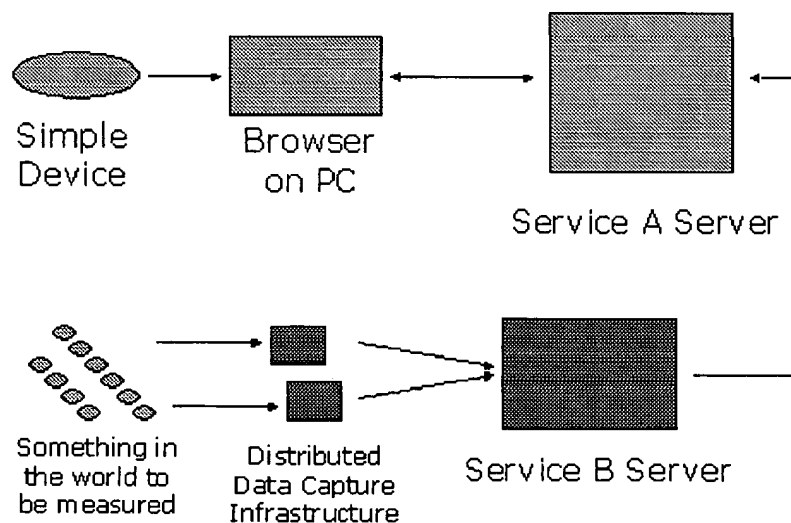 Simple
Device
Browser
on PC
Service A Server
Something in
the world to
be measured
Distributed
Data Capture
Infrastructure
Service B Server